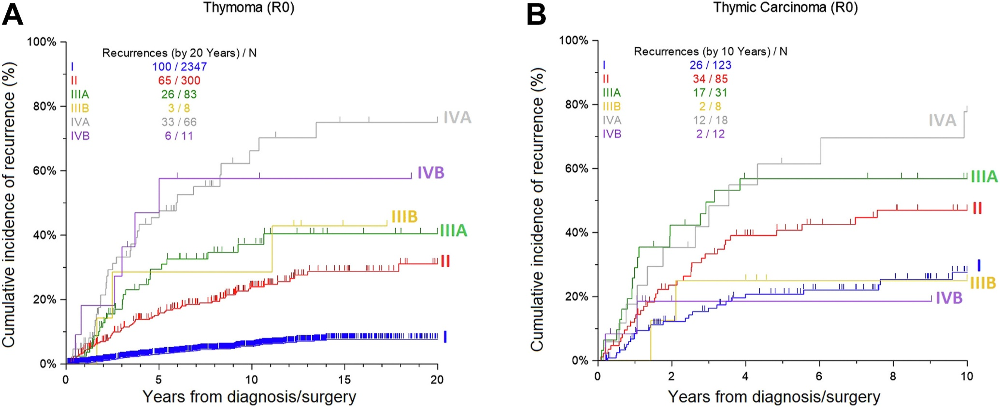 A
Thymoma (R0)
Cumulative incidence of recurrence (%)
100%
80%
60%
40%
20%
0%
Recurrences (by 20 Years) / N
I 100 / 2347
II 65 / 300
IIIA 26 / 83
IIIB 3 / 8
IVA 33 / 66
IVB 6 / 11
IVA
IVB
IIIB
IIIA
II
I
0 5 10 15 20
Years from diagnosis/surgery
B
Thymic Carcinoma (R0)
Cumulative incidence of recurrence (%)
100%
80%
60%
40%
20%
0%
Recurrences (by 10 Years) / N
I 26 / 123
II 34 / 85
IIIA 17 / 31
IIIB 2 / 8
IVA 12 / 18
IVB 2 / 12
IVA
IIIA
II
I
IIIB
IVB
0 2 4 6 8 10
Years from diagnosis/surgery